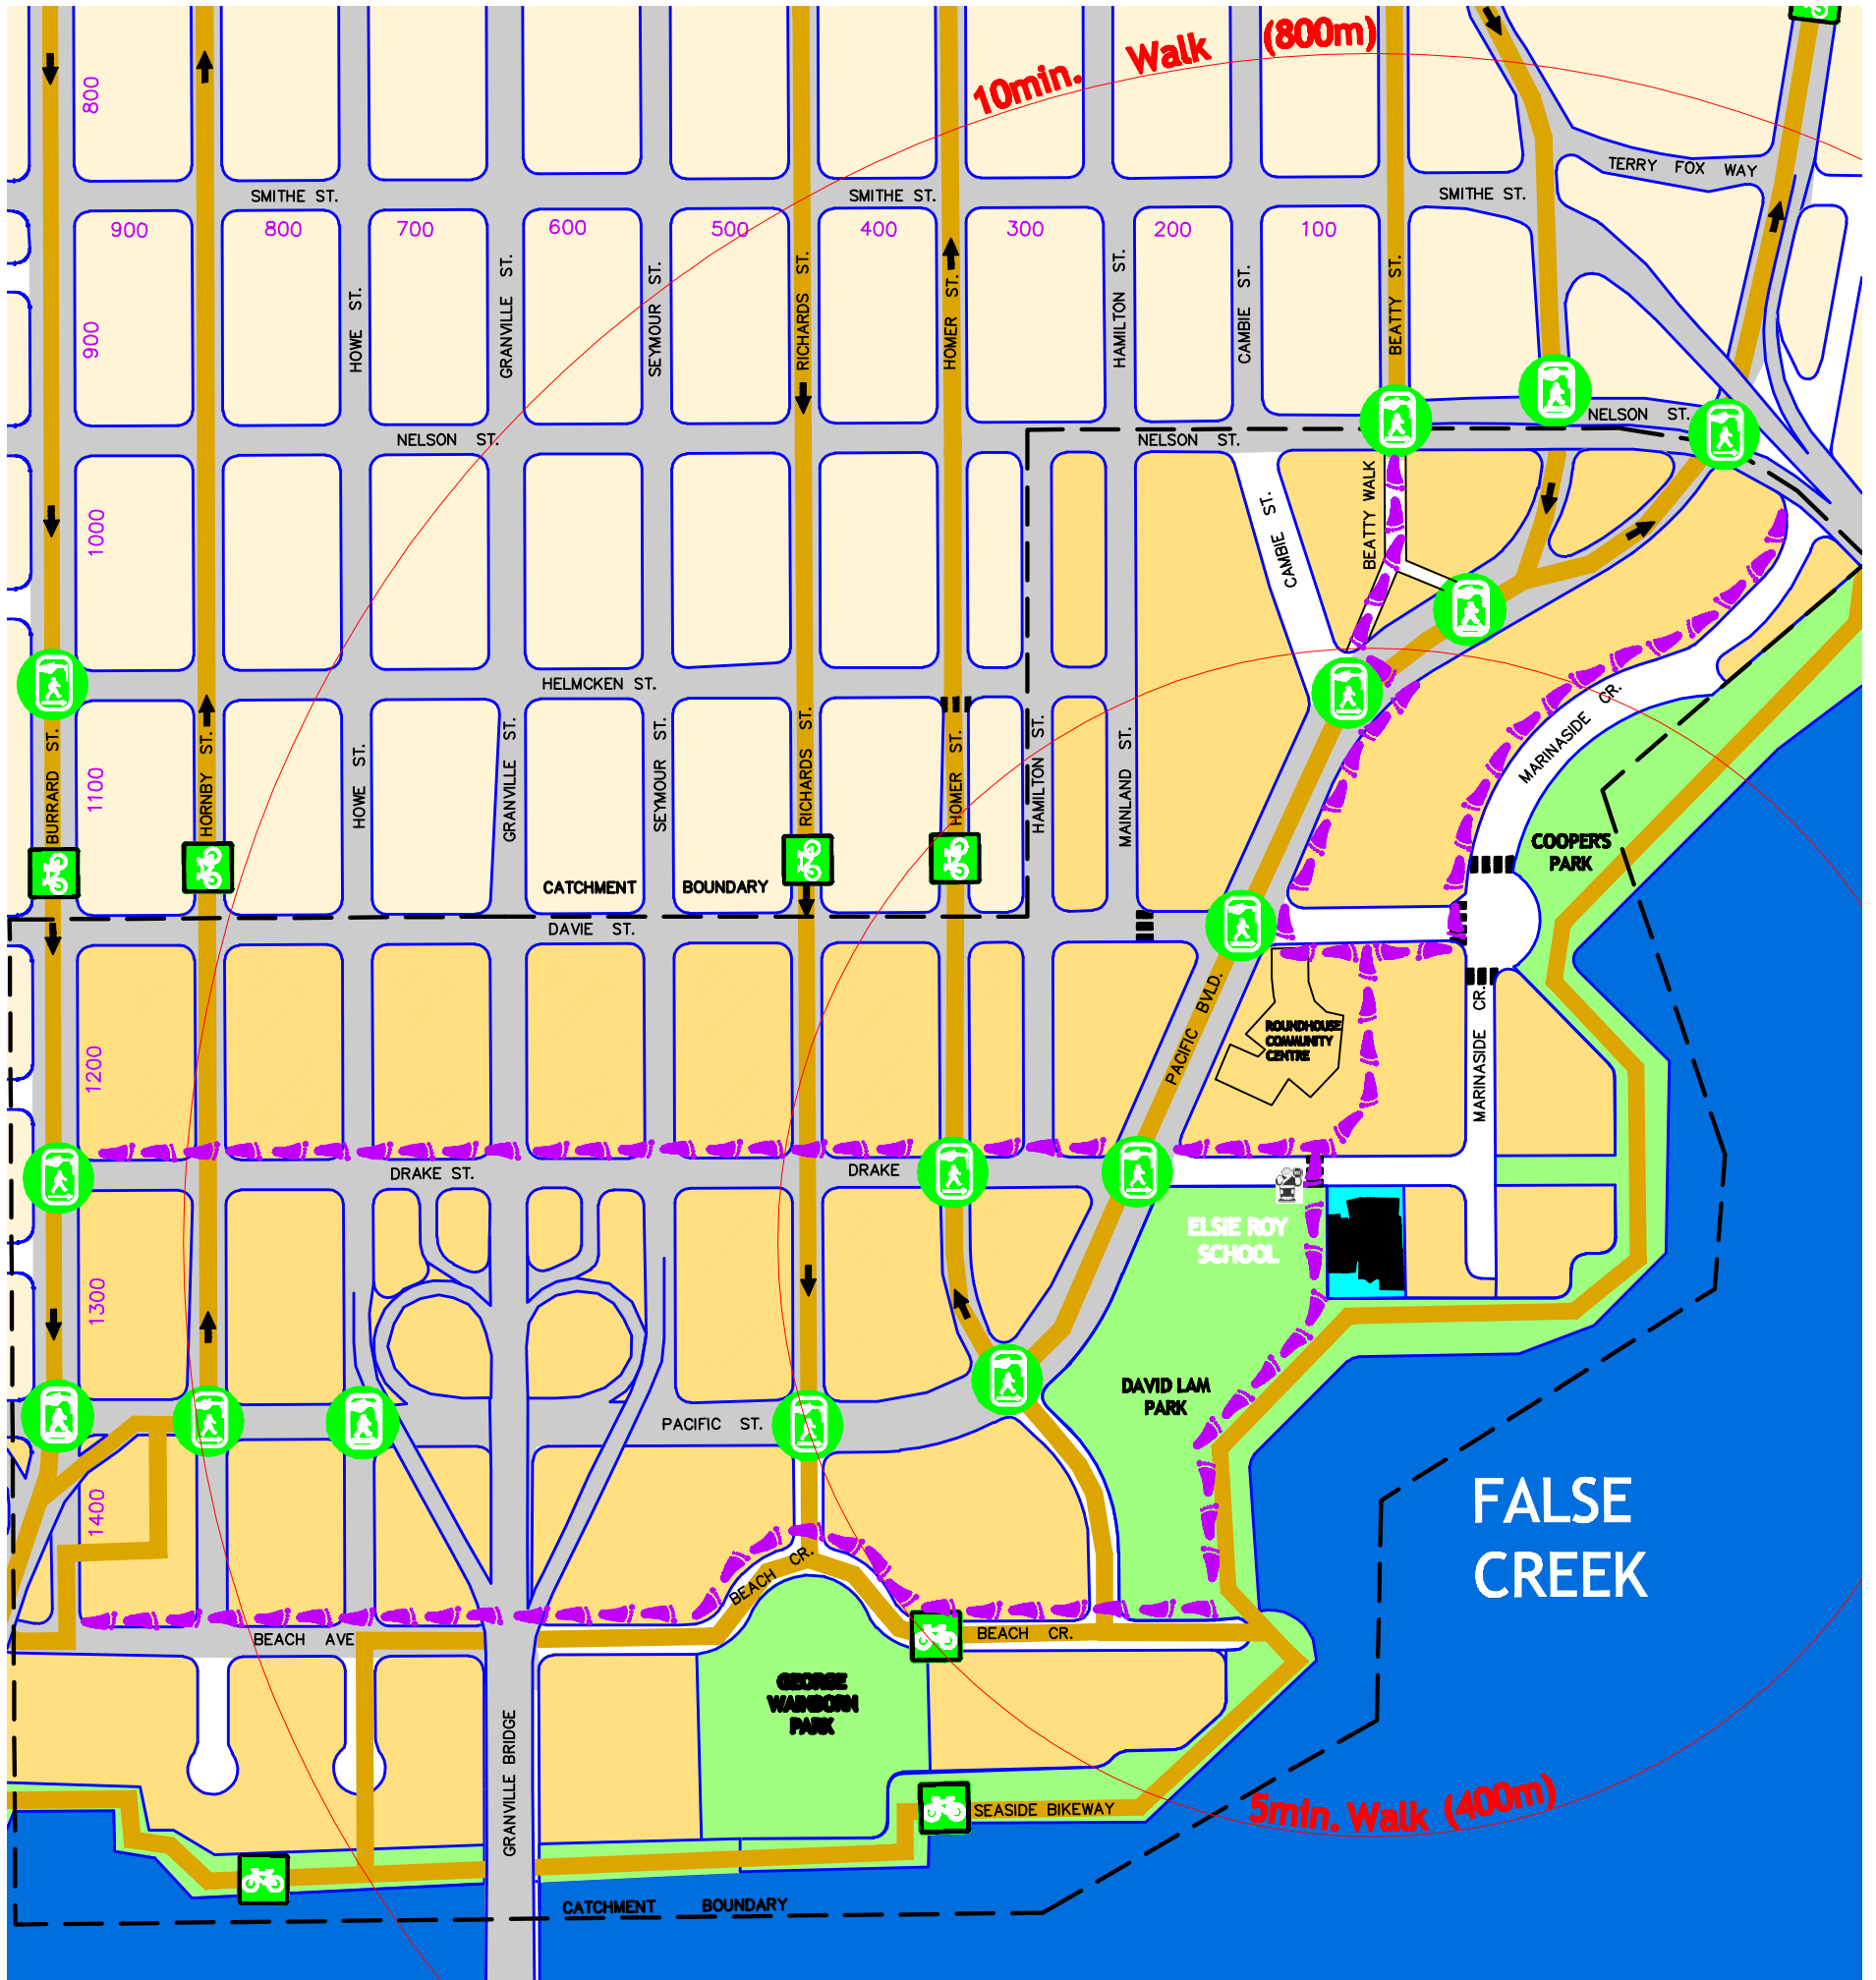 10min. Walk (800m)
800
TERRY FOX WAY
SMITHE ST.
SMITHE ST.
SMITHE ST.
900
800
700
600
500
400
300
200
100
900
HOWE ST.
GRANVILLE ST.
SEYMOUR ST.
RICHARDS ST.
HOMER ST.
HAMILTON ST.
CAMBIE ST.
BEATTY ST.
NELSON ST.
NELSON ST.
NELSON ST.
1000
CAMBIE ST.
BEATTY WALK
HELMCKEN ST.
MARINASIDE CR.
BURRARD ST.
1100
HORNBY ST.
HOWE ST.
GRANVILLE ST.
SEYMOUR ST.
RICHARDS ST.
HOMER ST.
HAMILTON ST.
MAINLAND ST.
COOPER'S
PARK
CATCHMENT BOUNDARY
DAVIE ST.
PACIFIC BVLD.
ROUNDHOUSE
COMMUNITY
CENTRE
MARINASIDE CR.
1200
DRAKE ST.
DRAKE
ELSIE ROY
SCHOOL
1300
DAVID LAM
PARK
PACIFIC ST.
1400
FALSE
CREEK
BEACH CR.
BEACH AVE
BEACH CR.
GEORGE
WAINBORN
PARK
GRANVILLE BRIDGE
SEASIDE BIKEWAY
5min. Walk (400m)
CATCHMENT BOUNDARY